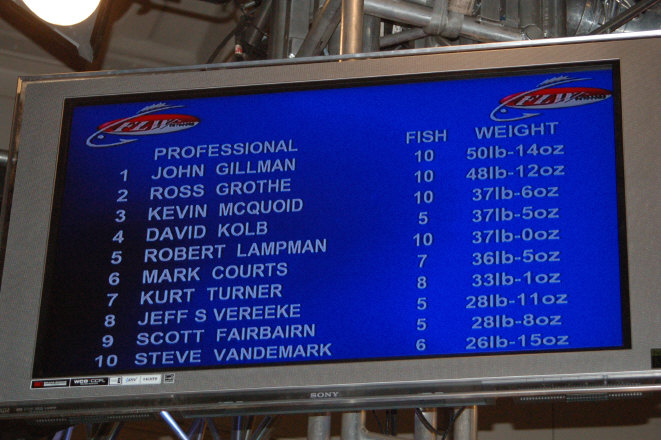 FLW FLW
PROFESSIONAL FISH WEIGHT
1 JOHN GILLMAN 10 50lb-14oz
2 ROSS GROTHE 10 48lb-12oz
3 KEVIN MCQUOID 10 37lb-6oz
4 DAVID KOLB 5 37lb-5oz
5 ROBERT LAMPMAN 10 37lb-0oz
6 MARK COURTS 7 36lb-5oz
7 KURT TURNER 8 33lb-1oz
8 JEFF S VEREEKE 5 28lb-11oz
9 SCOTT FAIRBAIRN 5 28lb-8oz
10 STEVE VANDEMARK 6 26lb-15oz
SONY